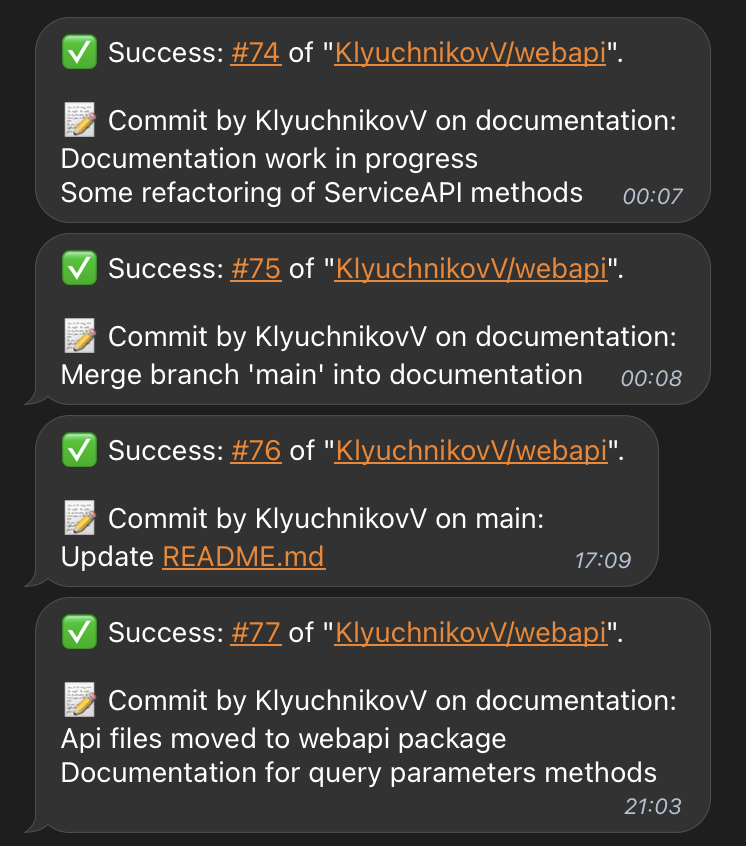 ✅ Success: #74 of "KlyuchnikovV/webapi".
📝 Commit by KlyuchnikovV on documentation:
Documentation work in progress
Some refactoring of ServiceAPI methods 00:07
✅ Success: #75 of "KlyuchnikovV/webapi".
📝 Commit by KlyuchnikovV on documentation:
Merge branch 'main' into documentation 00:08
✅ Success: #76 of "KlyuchnikovV/webapi".
📝 Commit by KlyuchnikovV on main:
Update README.md 17:09
✅ Success: #77 of "KlyuchnikovV/webapi".
📝 Commit by KlyuchnikovV on documentation:
Api files moved to webapi package
Documentation for query parameters methods
21:03